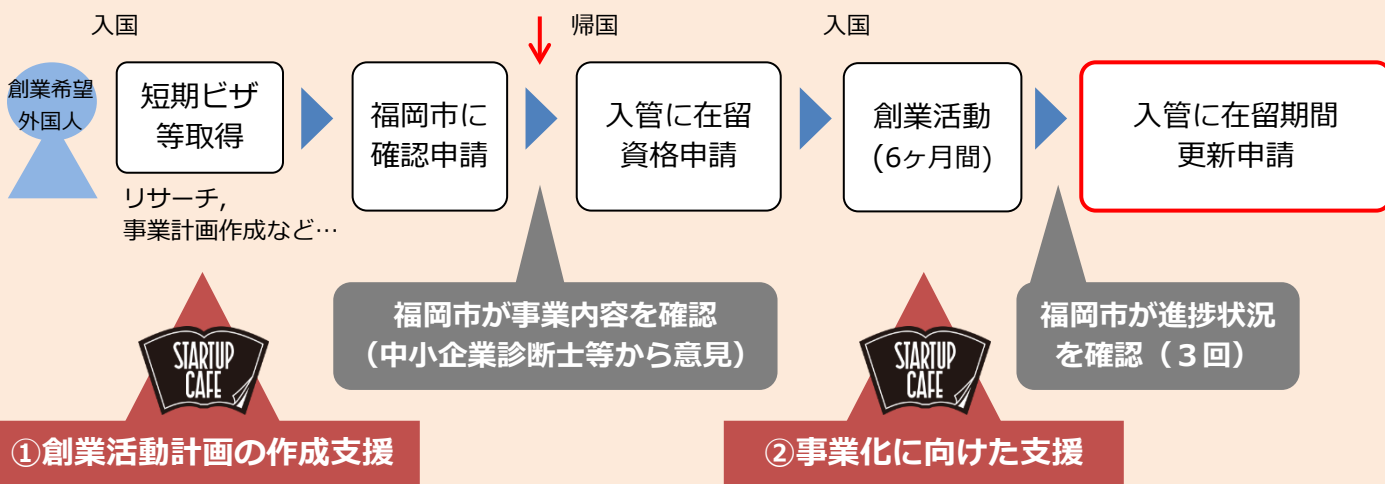 入国
帰国
入国
創業希望
外国人
短期ビザ
等取得
福岡市に
確認申請
入管に在留
資格申請
創業活動
(6ヶ月間)
入管に在留期間
更新申請
リサーチ,
事業計画作成など…
福岡市が事業内容を確認
（中小企業診断士等から意見）
福岡市が進捗状況
を確認（３回）
STARTUP
CAFE
STARTUP
CAFE
①創業活動計画の作成支援
②事業化に向けた支援